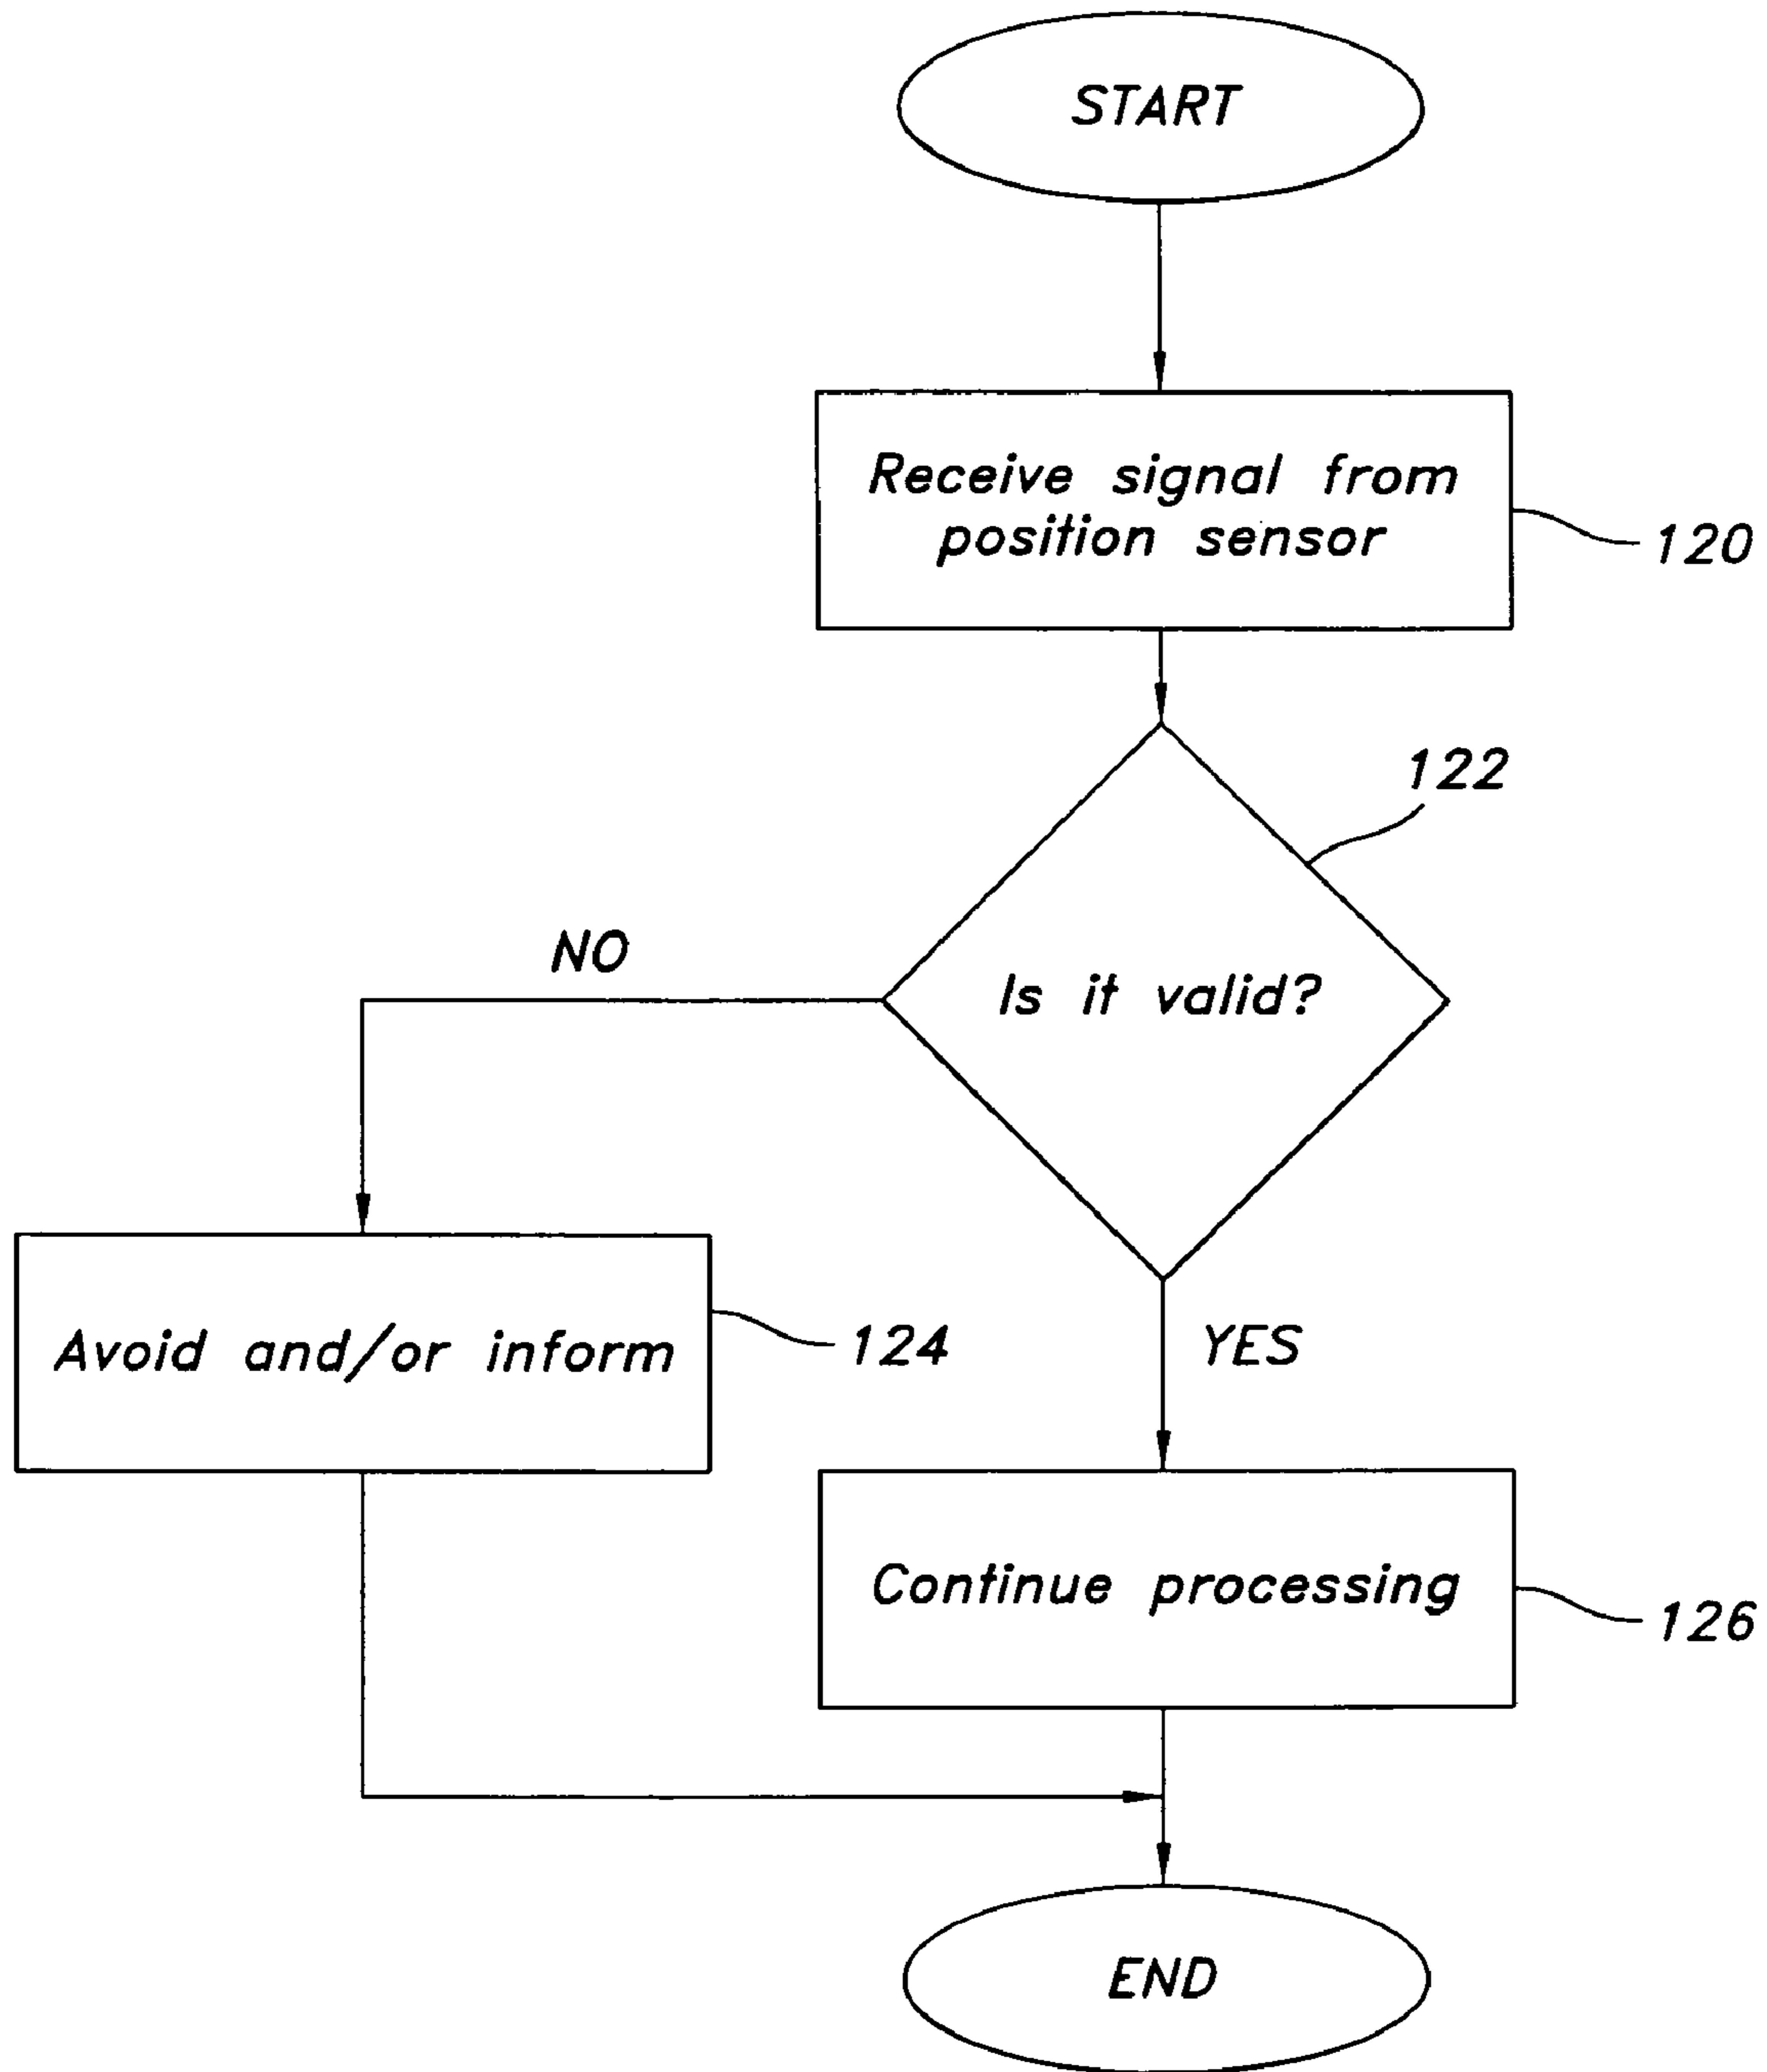 START
Receive signal from
position sensor
120
122
Is it valid?
NO
Avoid and/or inform
124
YES
Continue processing
126
END